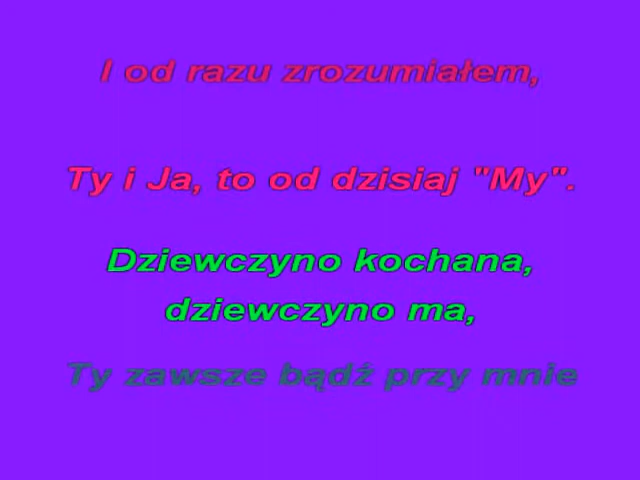 I od razu zrozumiałem,
Ty i Ja, to od dzisiaj "My".
Dziewczyno kochana,
dziewczyno ma,
Ty zawsze bądź przy mnie